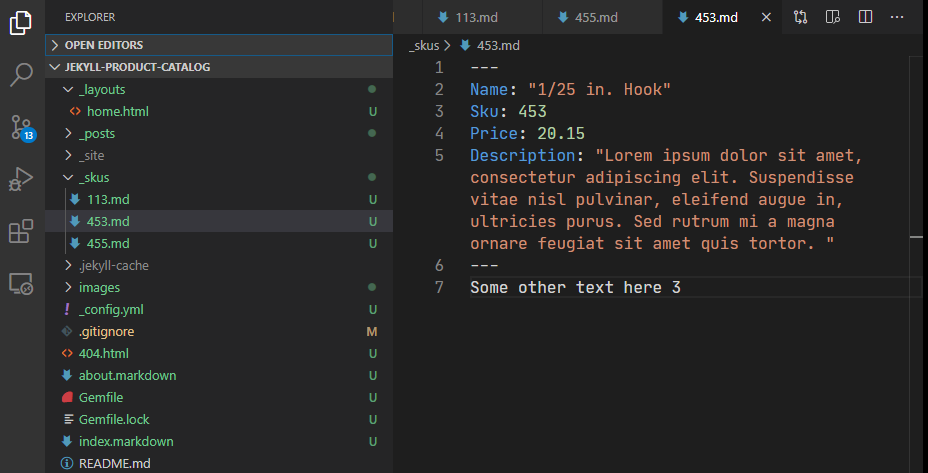 EXPLORER
OPEN EDITORS
JEKYLL-PRODUCT-CATALOG
_layouts
home.html U
_posts
_site
_skus
113.md U
453.md U
455.md U
.jekyll-cache
images
! _config.yml U
.gitignore M
404.html U
about.markdown U
Gemfile U
Gemfile.lock U
index.markdown U
README.md
13
113.md 455.md 453.md
_skus > 453.md
1 ---
2 Name: "1/25 in. Hook"
3 Sku: 453
4 Price: 20.15
5 Description: "Lorem ipsum dolor sit amet,
consectetur adipiscing elit. Suspendisse
vitae nisl pulvinar, eleifend augue in,
ultricies purus. Sed rutrum mi a magna
ornare feugiat sit amet quis tortor. "
6 ---
7 Some other text here 3